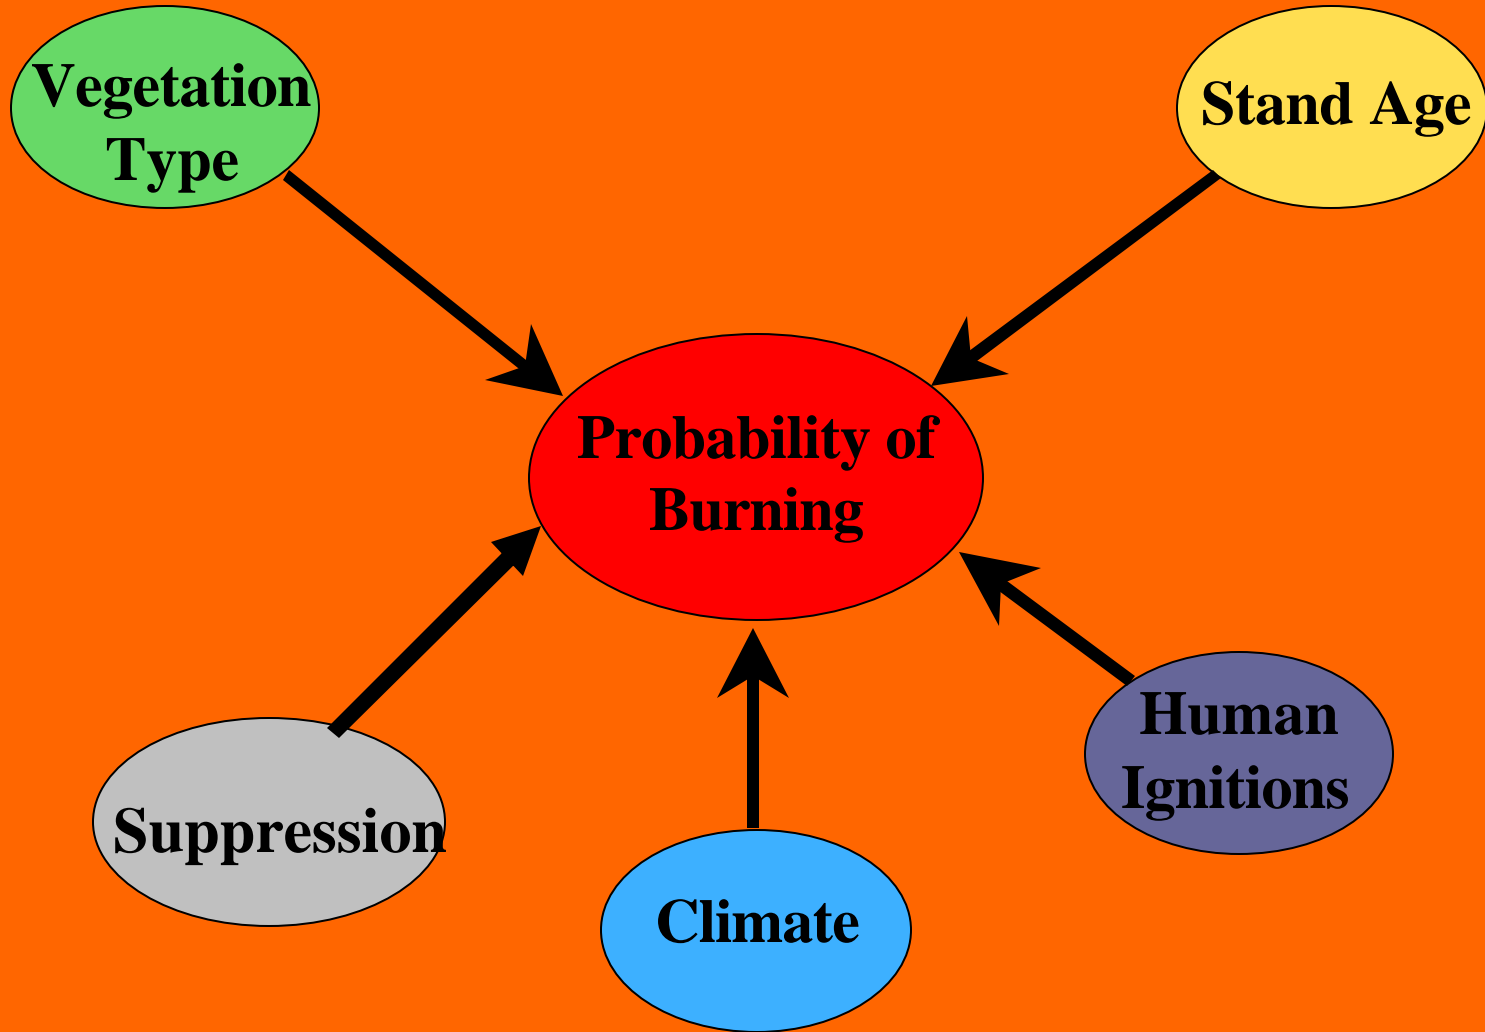 Vegetation
Type
Stand Age
Probability of
Burning
Suppression
Climate
Human
Ignitions